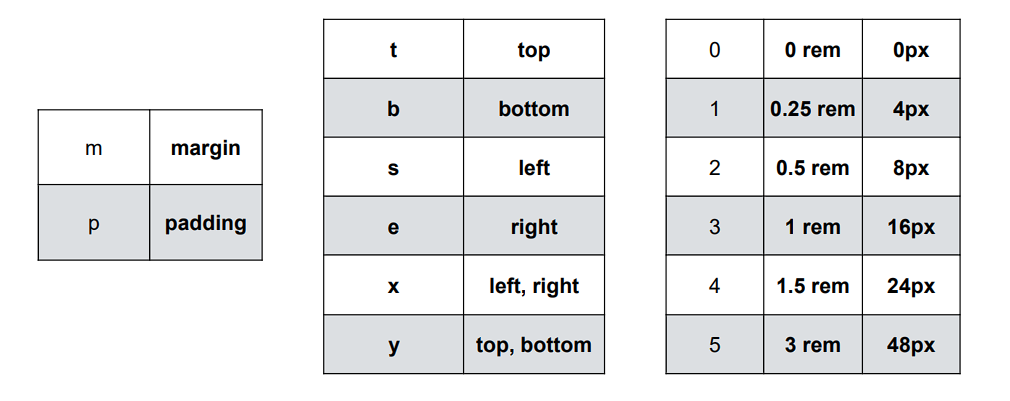 m margin
p padding
t top
b bottom
s left
e right
x left, right
y top, bottom
0 0 rem 0px
1 0.25 rem 4px
2 0.5 rem 8px
3 1 rem 16px
4 1.5 rem 24px
5 3 rem 48px